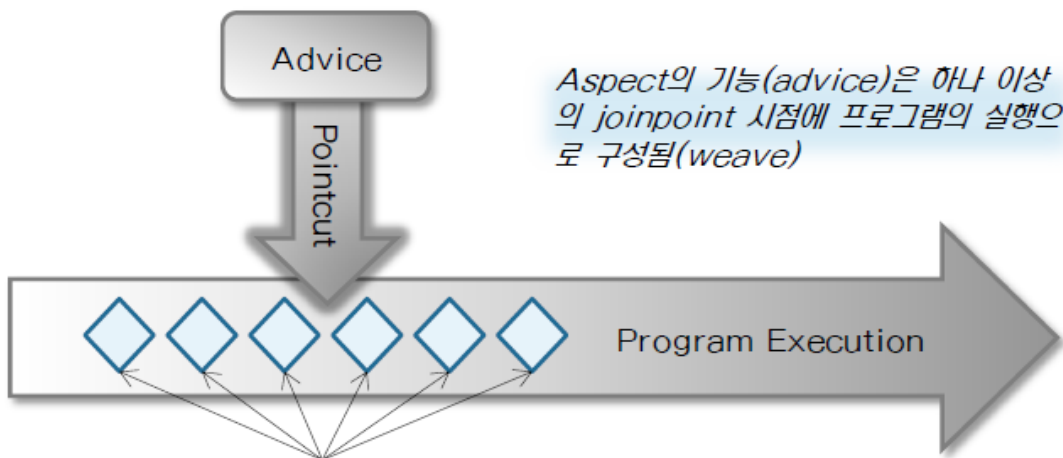 Advice
Aspect의 기능(advice)은 하나 이상
의 joinpoint 시점에 프로그램의 실행으
로 구성됨(weave)
Pointcut
Program Execution